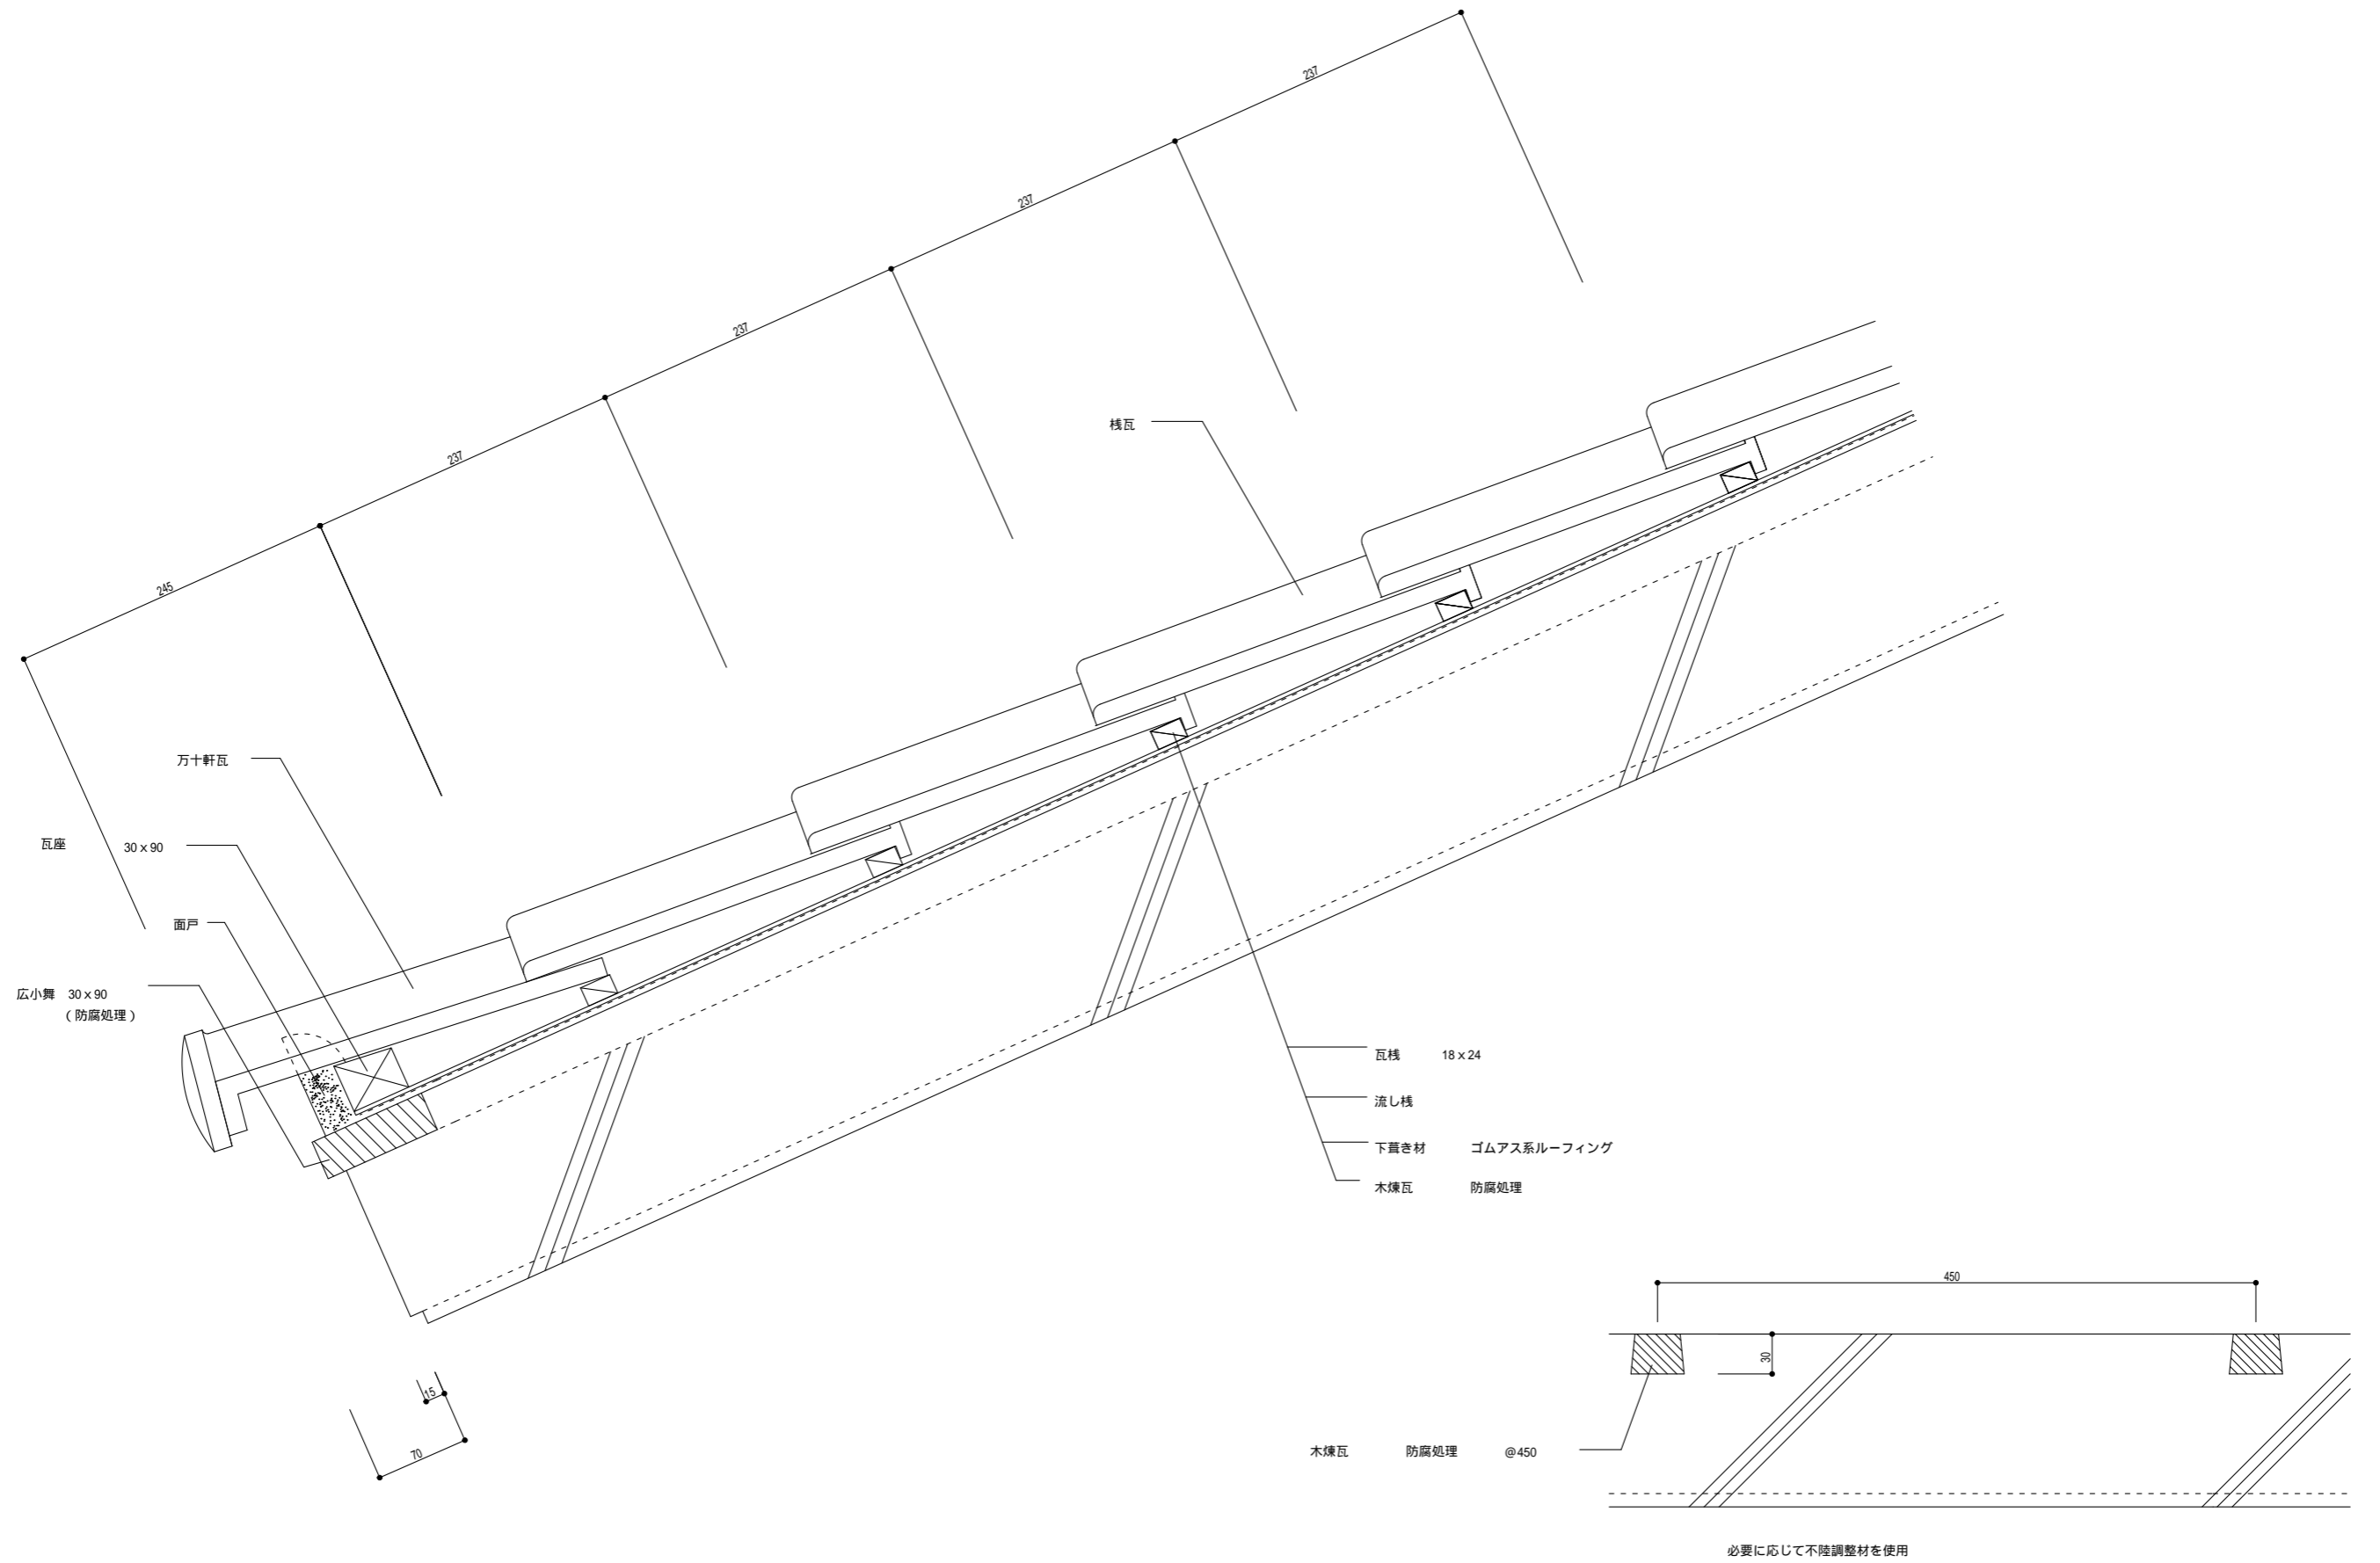 237
237
237
237
237
245
桟瓦
万十軒瓦
瓦座 30×90
面戸
広小舞 30×90
(防腐処理)
瓦桟 18×24
流し桟
下葺き材 ゴムアス系ルーフィング
木煉瓦 防腐処理
15
70
450
30
木煉瓦 防腐処理 @450
必要に応じて不陸調整材を使用